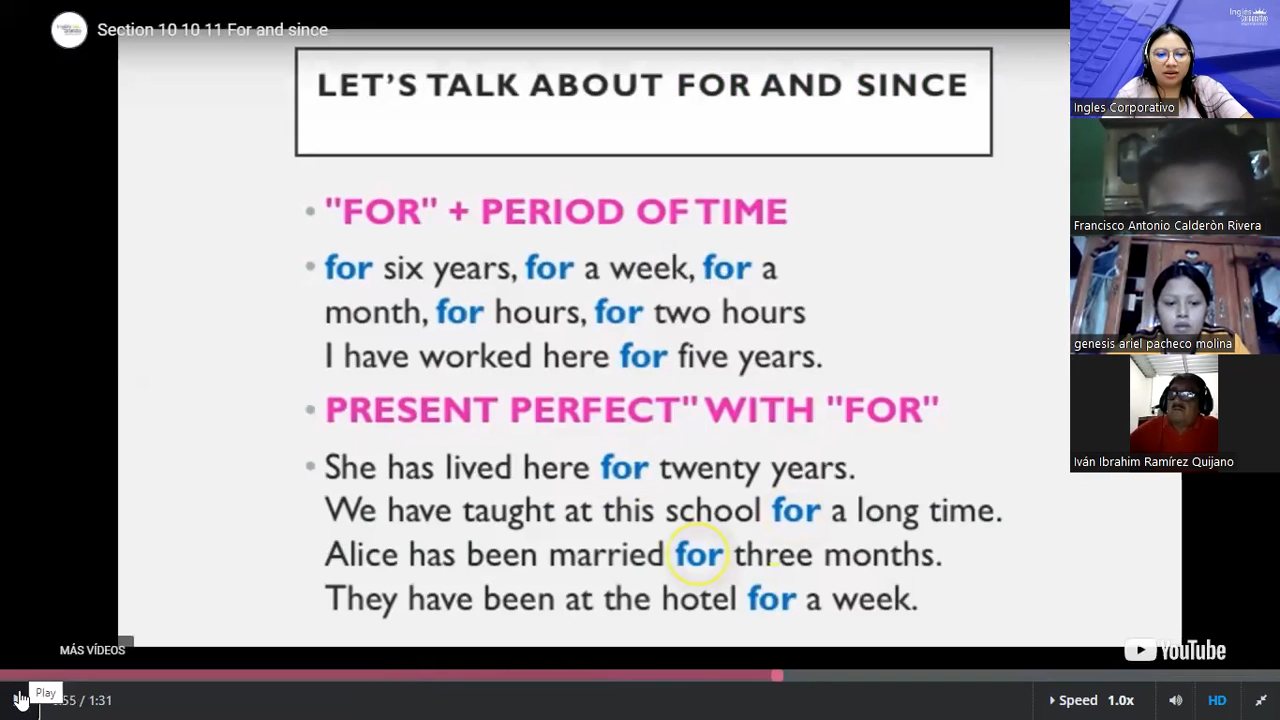 Section 10 10 11 For and since
LET'S TALK ABOUT FOR AND SINCE
• "FOR" + PERIOD OF TIME
• for six years, for a week, for a
month, for hours, for two hours
I have worked here for five years.
• PRESENT PERFECT" WITH "FOR"
• She has lived here for twenty years.
We have taught at this school for a long time.
Alice has been married for three months.
They have been at the hotel for a week.
MÁS VÍDEOS
YouTube
Play
:55 / 1:31
Speed 1.0x
HD
Ingles Corporativo
Francisco Antonio Calderòn Rivera
genesis ariel pacheco molina
Iván Ibrahim Ramírez Quijano